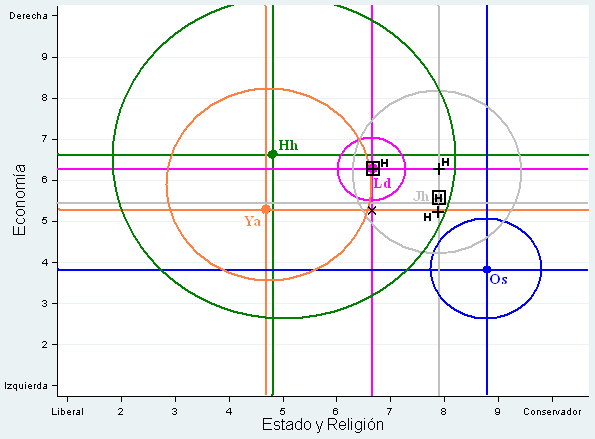 Economía
Derecha
9
8
7
6
5
4
3
2
Izquierda
Hh
H
H
Ld
Jh
H
H
Ya
Os
Liberal
2
3
4
5
6
7
8
9
Conservador
Estado y Religión